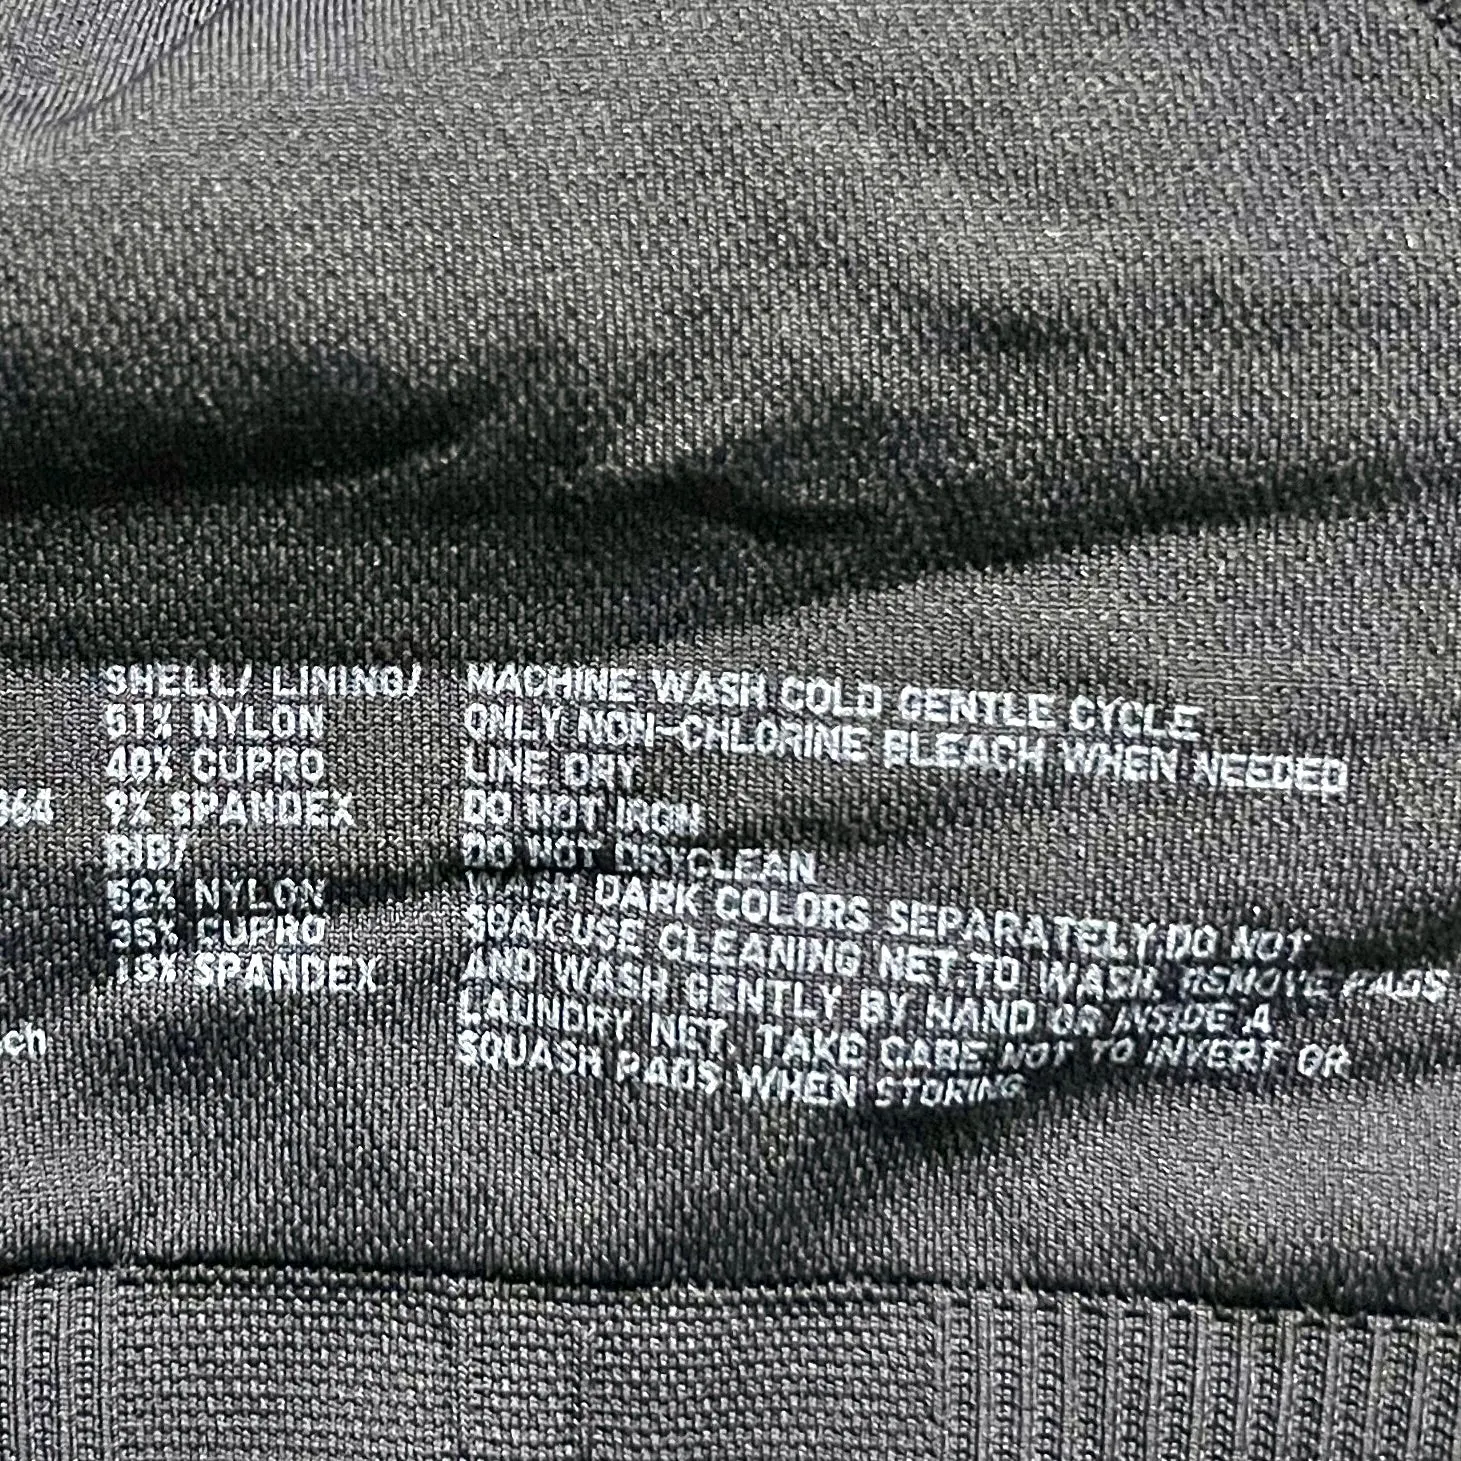 SHELL/ LINING/
51% NYLON
40% CUPRO
9% SPANDEX
RIB/
52% NYLON
35% CUPRO
13% SPANDEX
MACHINE WASH COLD GENTLE CYCLE
ONLY NON-CHLORINE BLEACH WHEN NEEDED
LINE DRY
DO NOT IRON
DO NOT DRYCLEAN
WASH DARK COLORS SEPARATELY.DO NOT
SOAK.USE CLEANING NET.TO WASH, REMOVE PADS
AND WASH GENTLY BY HAND OR INSIDE A
LAUNDRY NET, TAKE CARE NOT TO INVERT OR
SQUASH PADS WHEN STORING